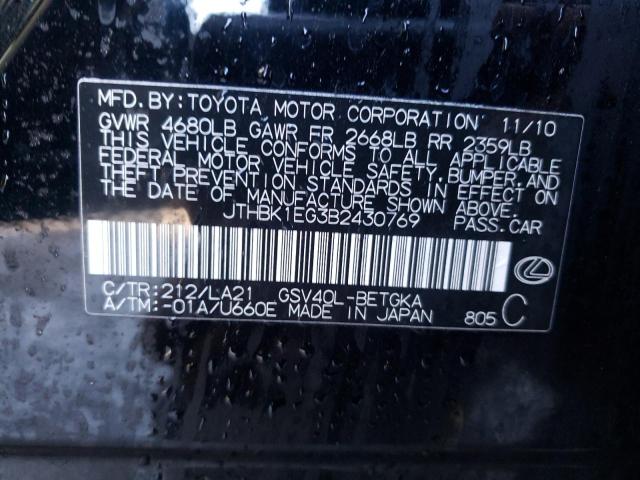 MFD. BY: TOYOTA MOTOR CORPORATION 11/10
GVWR 4680LB GAWR FR 2668LB RR 2359LB
THIS VEHICLE CONFORMS TO ALL APPLICABLE
FEDERAL MOTOR VEHICLE SAFETY, BUMPER, AND
THEFT PREVENTION STANDARDS IN EFFECT ON
THE DATE OF MANUFACTURE SHOWN ABOVE.
JTHBK1EG3B2430769 PASS. CAR
C/TR: 212/LA21 GSV40L-BETGKA
A/TM: -01A/U660E MADE IN JAPAN 805 C